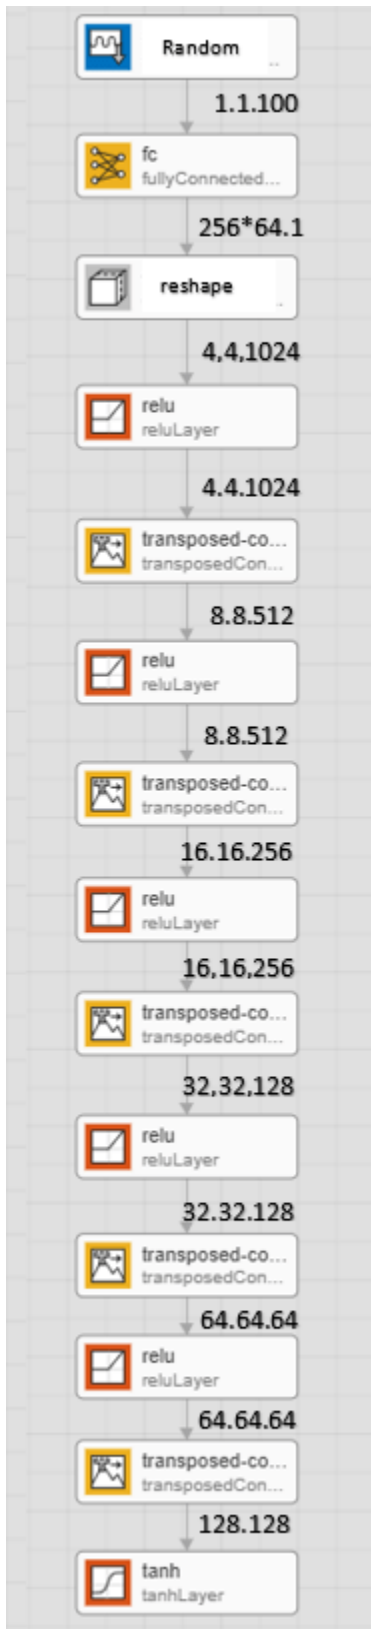 Random
..
1.1.100
fc
fullyConnected...
256*64.1
reshape
.
4,4,1024
relu
reluLayer
4.4.1024
transposed-co...
transposedCon...
8.8.512
relu
reluLayer
8.8.512
transposed-co...
transposedCon...
16.16.256
relu
reluLayer
16,16,256
transposed-co...
transposedCon...
32,32,128
relu
reluLayer
32.32.128
transposed-co...
transposedCon...
64.64.64
relu
reluLayer
64.64.64
transposed-co...
transposedCon...
128.128
tanh
tanhLayer